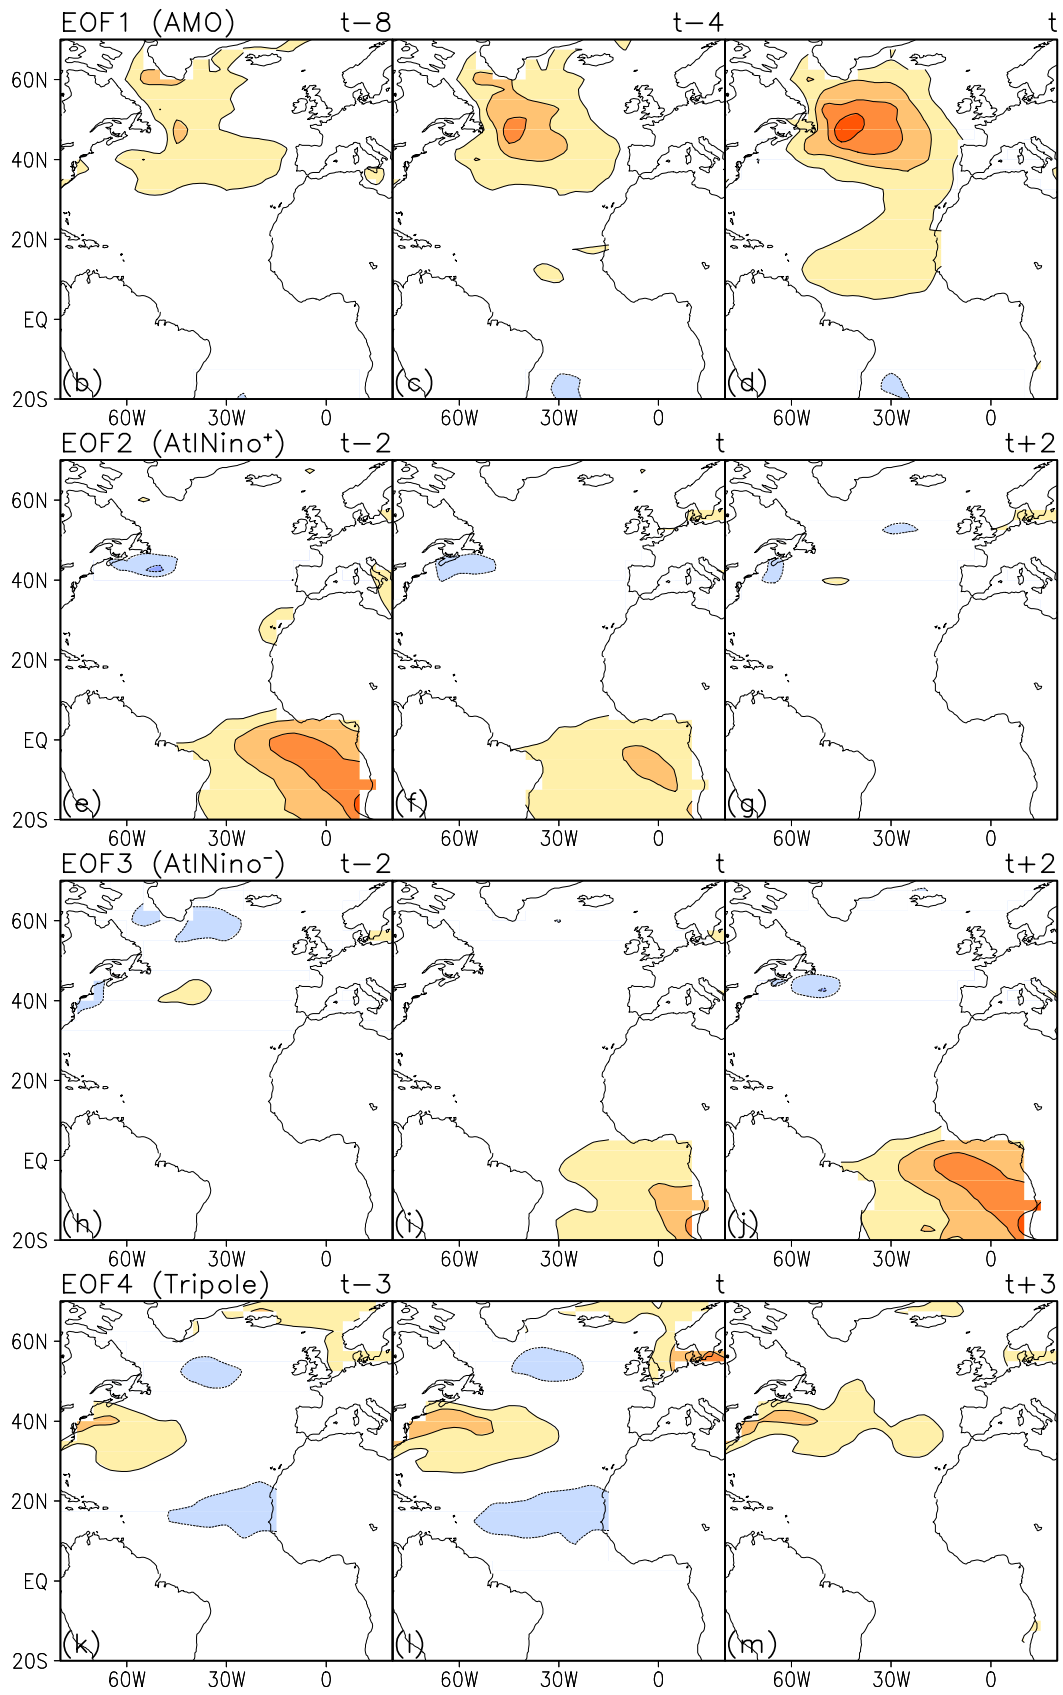 EOF1 (AMO) t-8 t-4 t
60N
40N
20N
EQ
20S
(b) (c) (d)
60W 30W 0 60W 30W 0 60W 30W 0
EOF2 (AtlNino⁺) t-2 t t+2
60N
40N
20N
EQ
20S
(e) (f) (g)
60W 30W 0 60W 30W 0 60W 30W 0
EOF3 (AtlNino⁻) t-2 t t+2
60N
40N
20N
EQ
20S
(h) (i) (j)
60W 30W 0 60W 30W 0 60W 30W 0
EOF4 (Tripole) t-3 t t+3
60N
40N
20N
EQ
20S
(k) (l) (m)
60W 30W 0 60W 30W 0 60W 30W 0